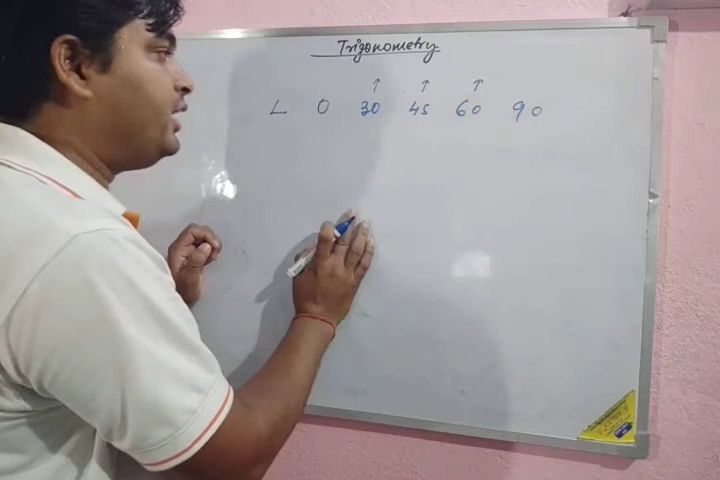 Trigonometry
↑ ↑ ↑
∠ 0 30 45 60 90